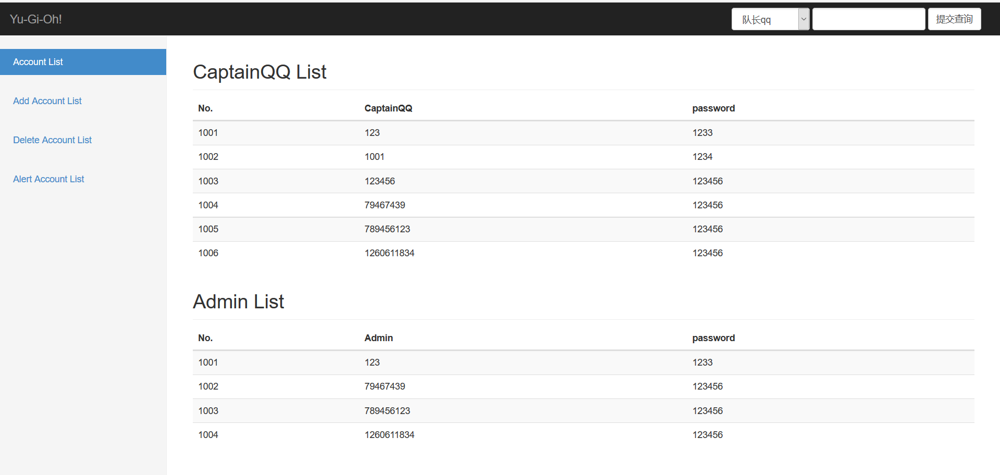 Yu-Gi-Oh! 队长qq 提交查询
Account List
Add Account List
Delete Account List
Alert Account List
CaptainQQ List
No. CaptainQQ password
1001 123 1233
1002 1001 1234
1003 123456 123456
1004 79467439 123456
1005 789456123 123456
1006 1260611834 123456
Admin List
No. Admin password
1001 123 1233
1002 79467439 123456
1003 789456123 123456
1004 1260611834 123456